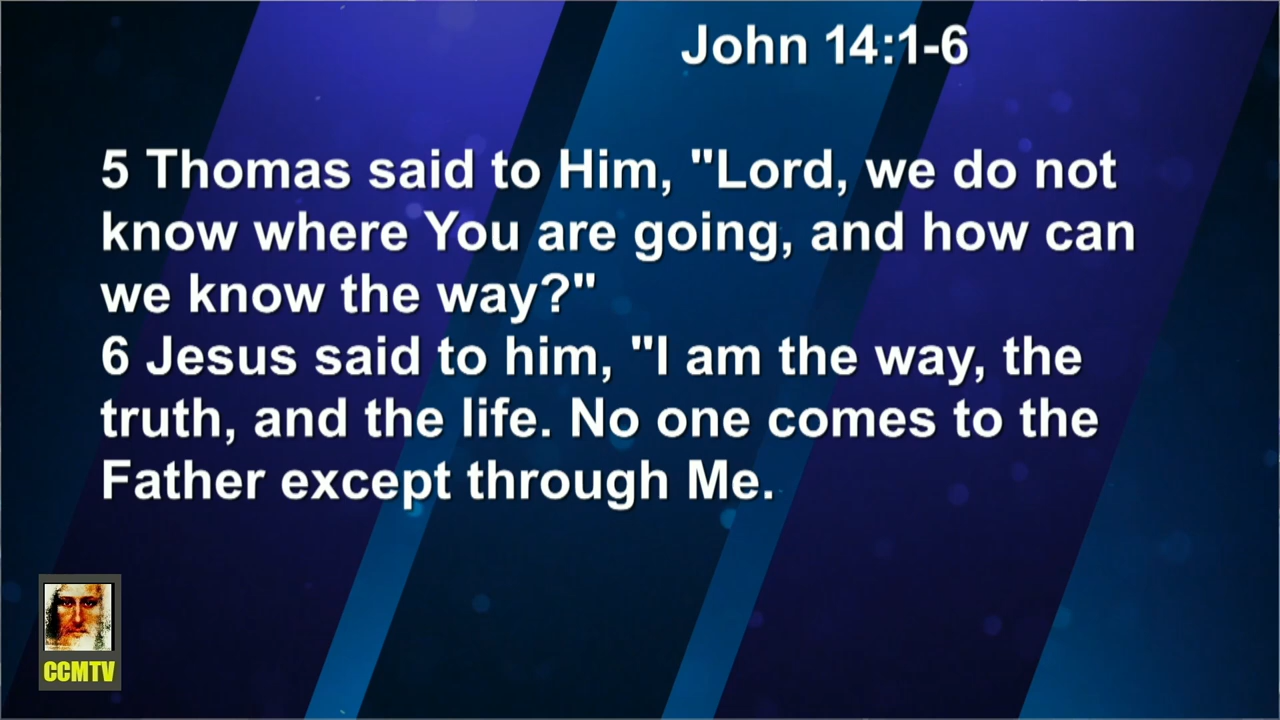 John 14:1-6
5 Thomas said to Him, "Lord, we do not
know where You are going, and how can
we know the way?"
6 Jesus said to him, "I am the way, the
truth, and the life. No one comes to the
Father except through Me.
CCMTV